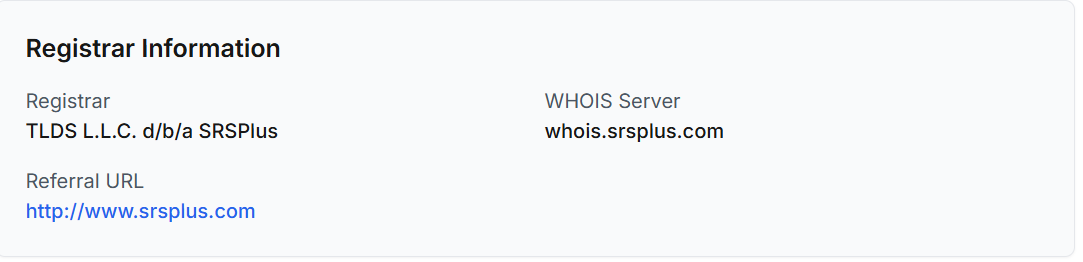 Registrar Information
Registrar
TLDS L.L.C. d/b/a SRSPlus
WHOIS Server
whois.srsplus.com
Referral URL
http://www.srsplus.com